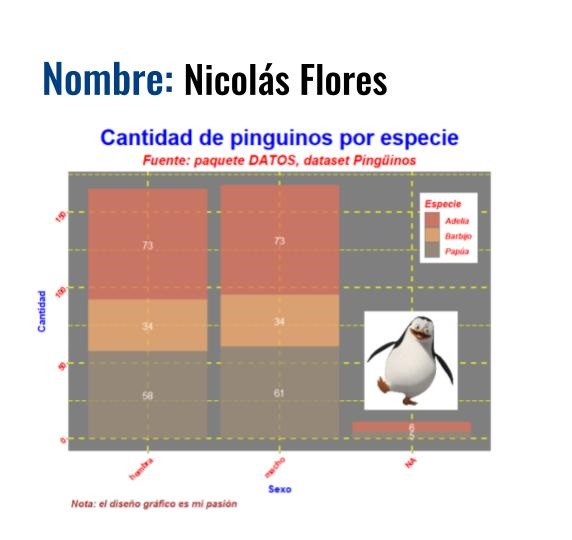 Nombre: Nicolás Flores
Cantidad de pinguinos por especie
Fuente: paquete DATOS, dataset Pingüinos
Especie
Adelia
Barbijo
Papúa
150
100
50
0
Cantidad
73
34
58
73
34
61
6
5
hembra
macho
NA
Sexo
Nota: el diseño gráfico es mi pasión